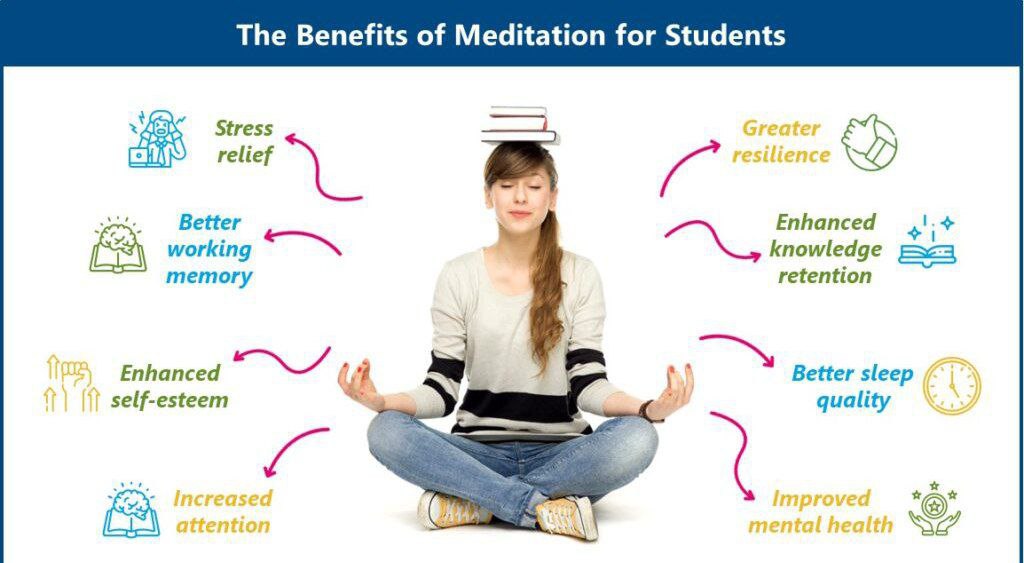 The Benefits of Meditation for Students
Stress
relief
Better
working
memory
Enhanced
self-esteem
Increased
attention
Greater
resilience
Enhanced
knowledge
retention
Better sleep
quality
Improved
mental health